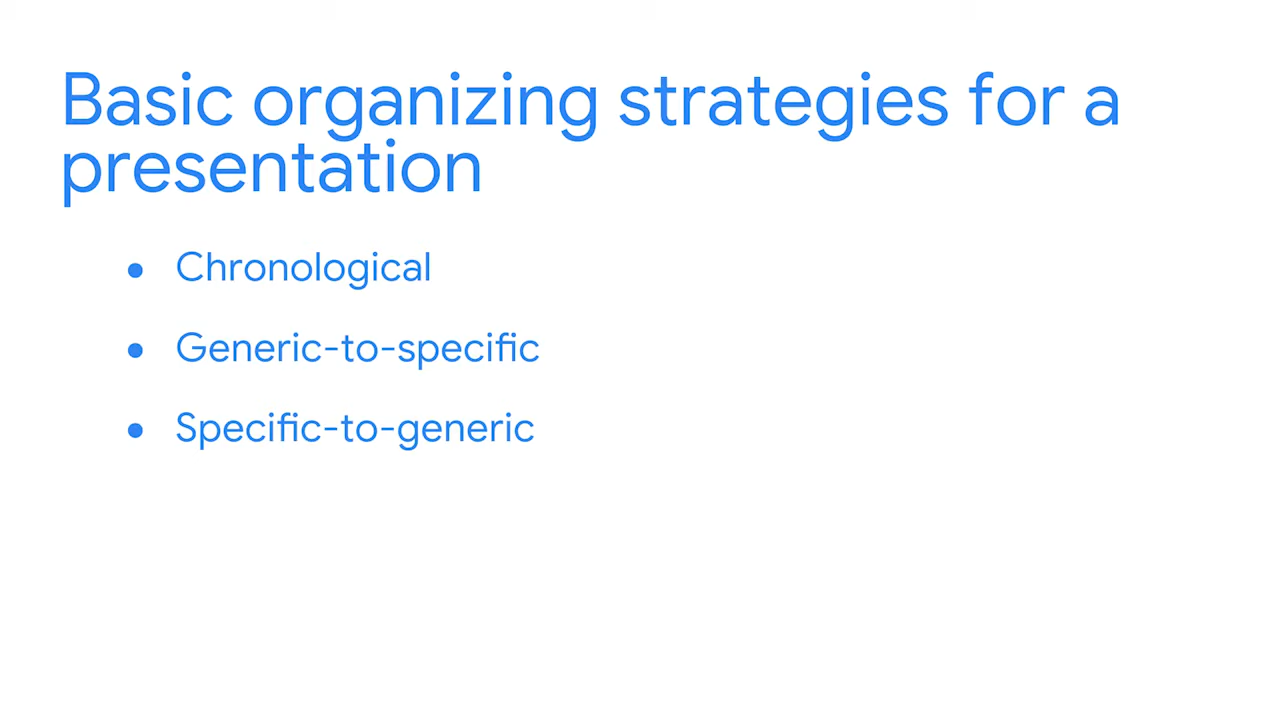 Basic organizing strategies for a
presentation
• Chronological
• Generic-to-specific
• Specific-to-generic